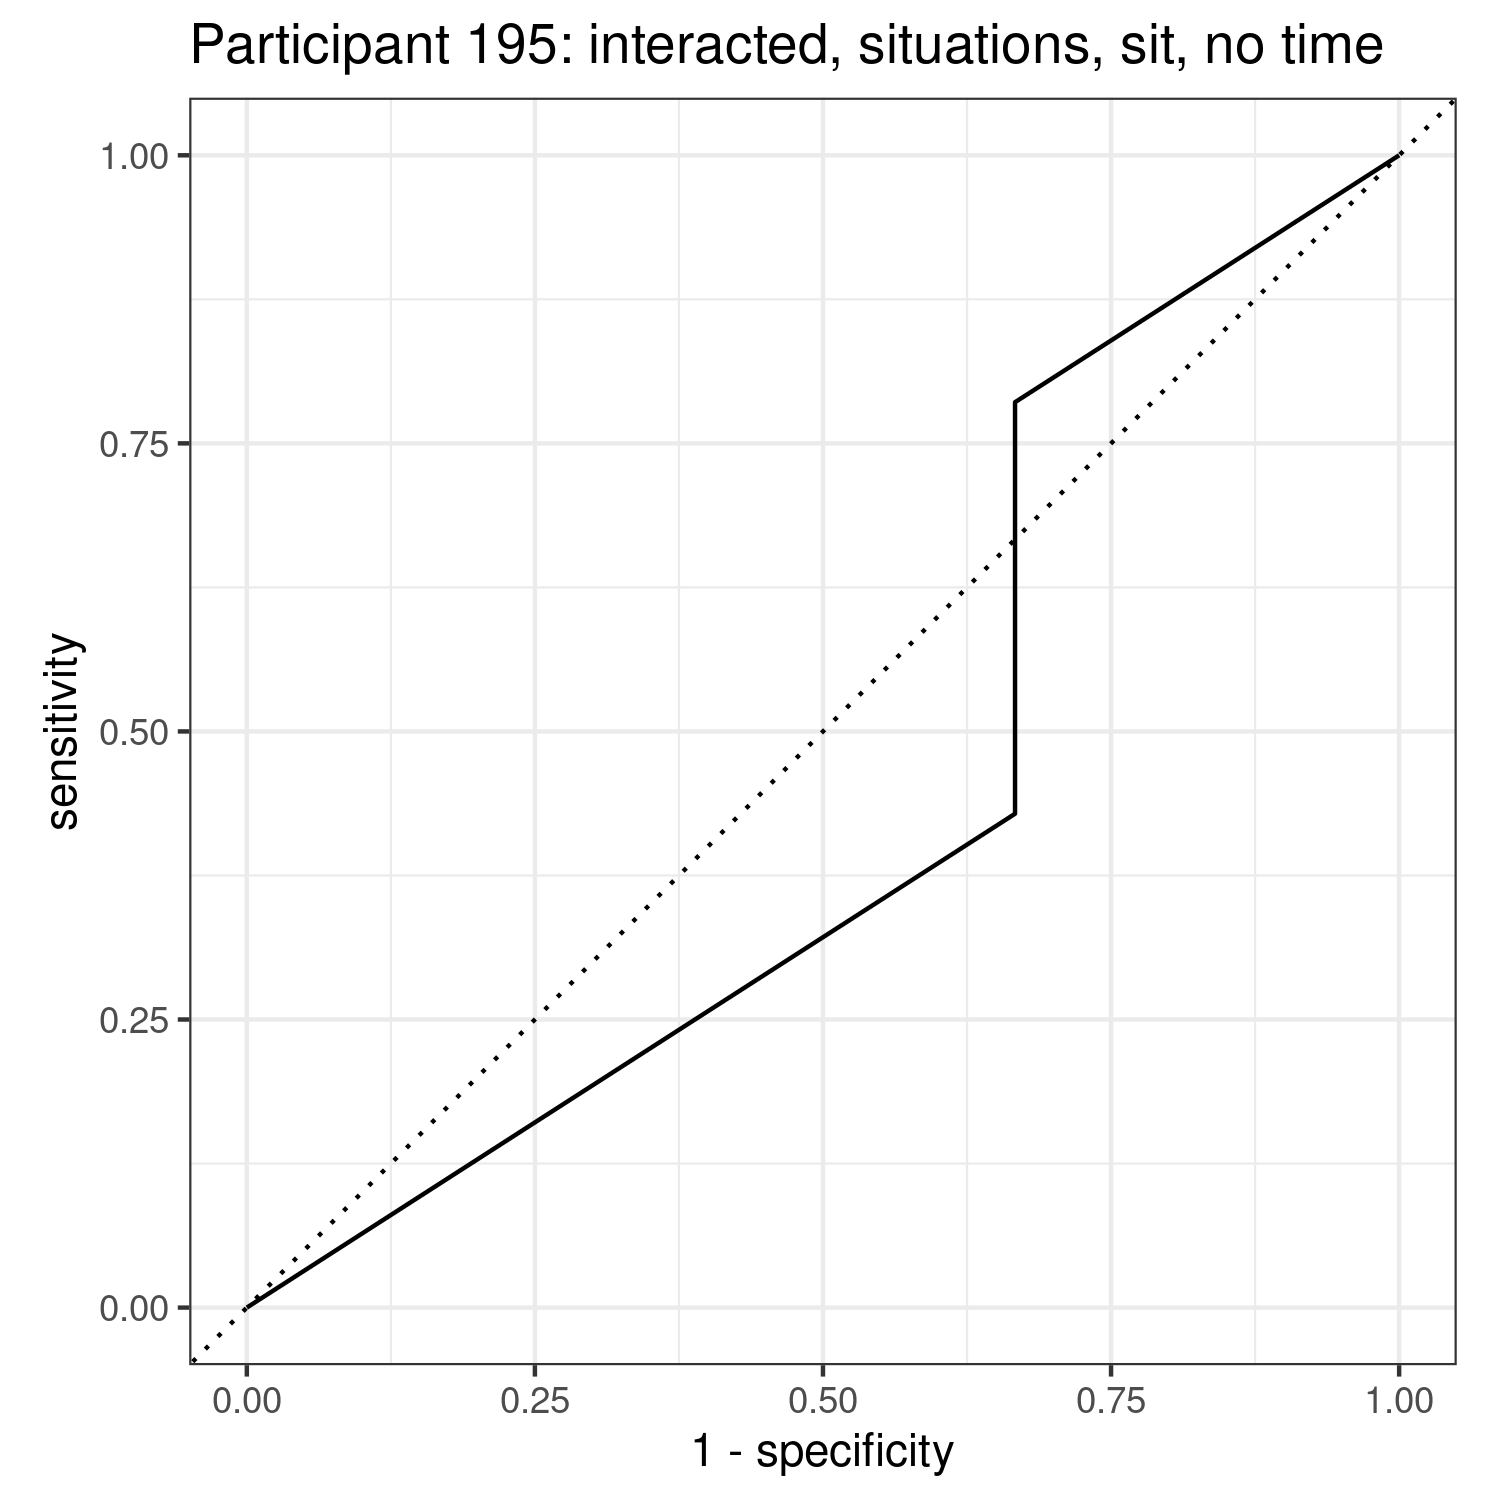 Participant 195: interacted, situations, sit, no time
1.00
0.75
0.50
0.25
0.00
sensitivity
0.00 0.25 0.50 0.75 1.00
1 - specificity